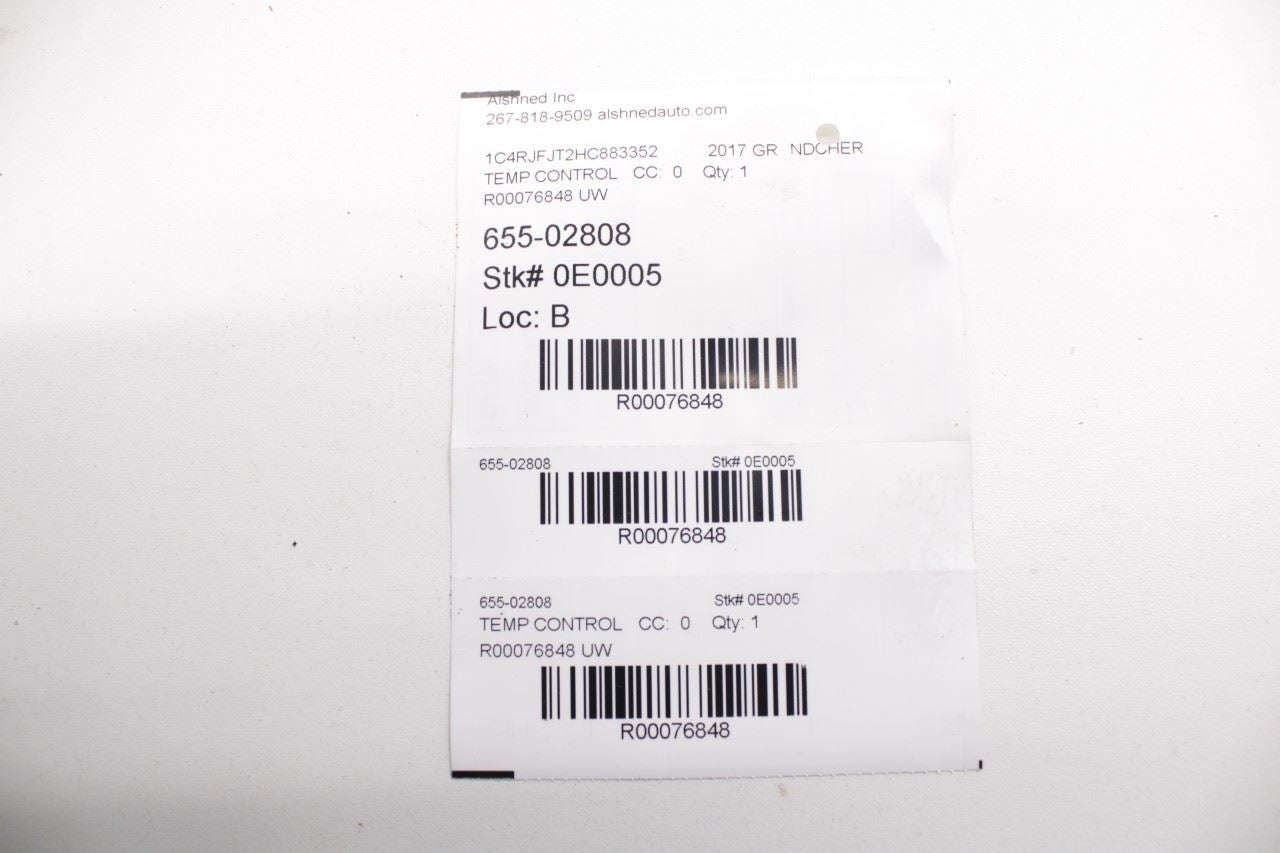 Alshned Inc
267-818-9509 alshnedauto.com
1C4RJFJT2HC883352 2017 GR NDCHER
TEMP CONTROL CC: 0 Qty: 1
R00076848 UW
655-02808
Stk# 0E0005
Loc: B
R00076848
655-02808 Stk# 0E0005
R00076848
655-02808 Stk# 0E0005
TEMP CONTROL CC: 0 Qty: 1
R00076848 UW
R00076848